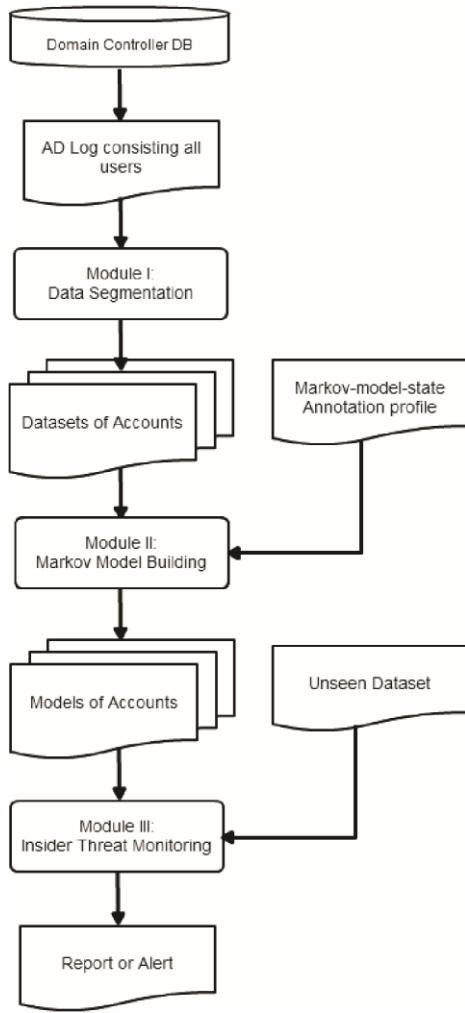 Domain Controller DB
AD Log consisting all
users
Module I:
Data Segmentation
Datasets of Accounts
Markov-model-state
Annotation profile
Module II:
Markov Model Building
Models of Accounts
Unseen Dataset
Module III:
Insider Threat Monitoring
Report or Alert